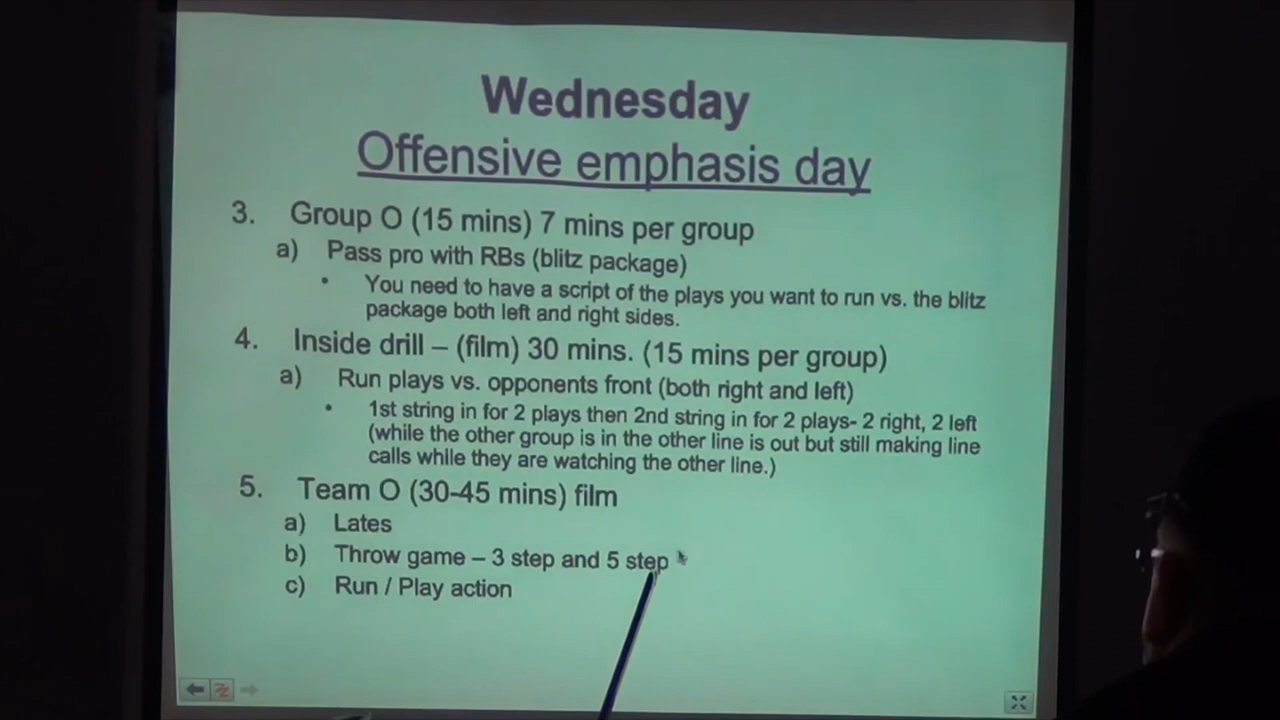 Wednesday
Offensive emphasis day
3. Group O (15 mins) 7 mins per group
a) Pass pro with RBs (blitz package)
• You need to have a script of the plays you want to run vs. the blitz
package both left and right sides.
4. Inside drill – (film) 30 mins. (15 mins per group)
a) Run plays vs. opponents front (both right and left)
• 1st string in for 2 plays then 2nd string in for 2 plays- 2 right, 2 left
(while the other group is in the other line is out but still making line
calls while they are watching the other line.)
5. Team O (30-45 mins) film
a) Lates
b) Throw game – 3 step and 5 step
c) Run / Play action